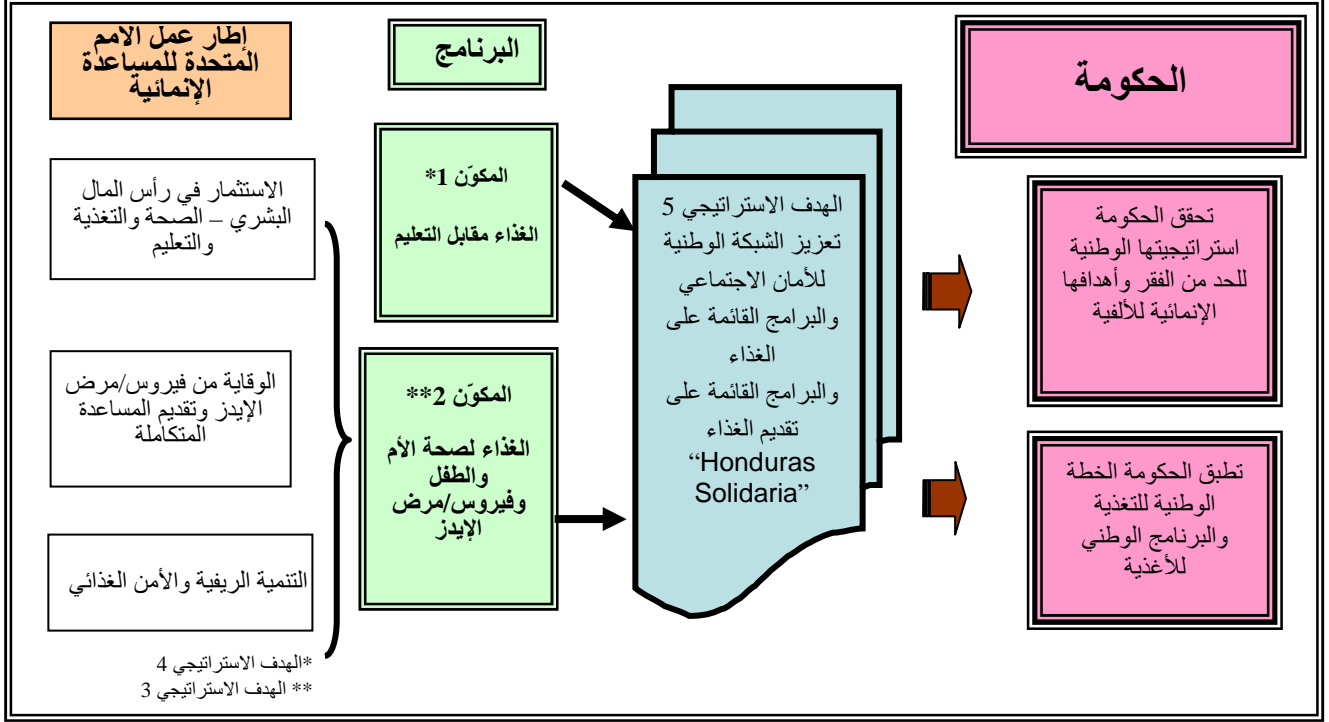 إطار عمل الامم
المتحدة للمساعدة
الإنمائية
البرنامج
الحكومة
الاستثمار في رأس المال
البشري – الصحة والتغذية
والتعليم
الوقاية من فيروس/مرض
الإيدز وتقديم المساعدة
المتكاملة
التنمية الريفية والأمن الغذائي
*الهدف الاستراتيجي 4
** الهدف الاستراتيجي 3
المكوّن 1*
الغذاء مقابل التعليم
المكوّن 2**
الغذاء لصحة الأم
والطفل
وفيروس/مرض
الإيدز
الهدف الاستراتيجي 5
تعزيز الشبكة الوطنية
للأمان الاجتماعي
والبرامج القائمة على
الغذاء
والبرامج القائمة على
تقديم الغذاء
“Honduras
Solidaria”
تحقق الحكومة
استراتيجيتها الوطنية
للحد من الفقر وأهدافها
الإنمائية للألفية
تطبق الحكومة الخطة
الوطنية للتغذية
والبرنامج الوطني
للأغذية